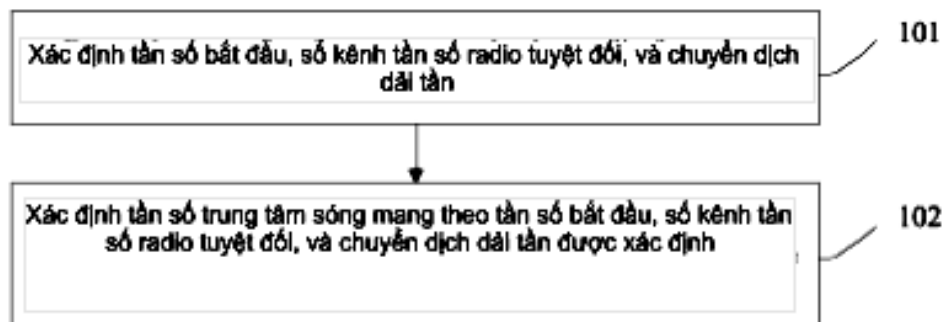 Xác định tần số bắt đầu, số kênh tần số radio tuyệt đối, và chuyển dịch
dải tần
101
Xác định tần số trung tâm sóng mang theo tần số bắt đầu, số kênh tần
số radio tuyệt đối, và chuyển dịch dải tần được xác định
102